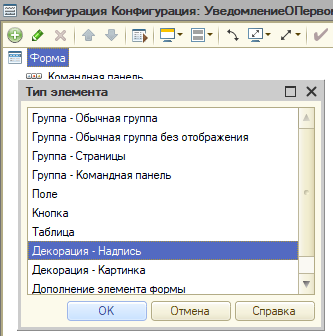 Конфигурация Конфигурация: УведомлениеОПерво
Форма
Командная панель
Тип элемента
Группа - Обычная группа
Группа - Обычная группа без отображения
Группа - Страницы
Группа - Командная панель
Поле
Кнопка
Таблица
Декорация - Надпись
Декорация - Картинка
Дополнение элемента формы
ОК
Отмена
Справка